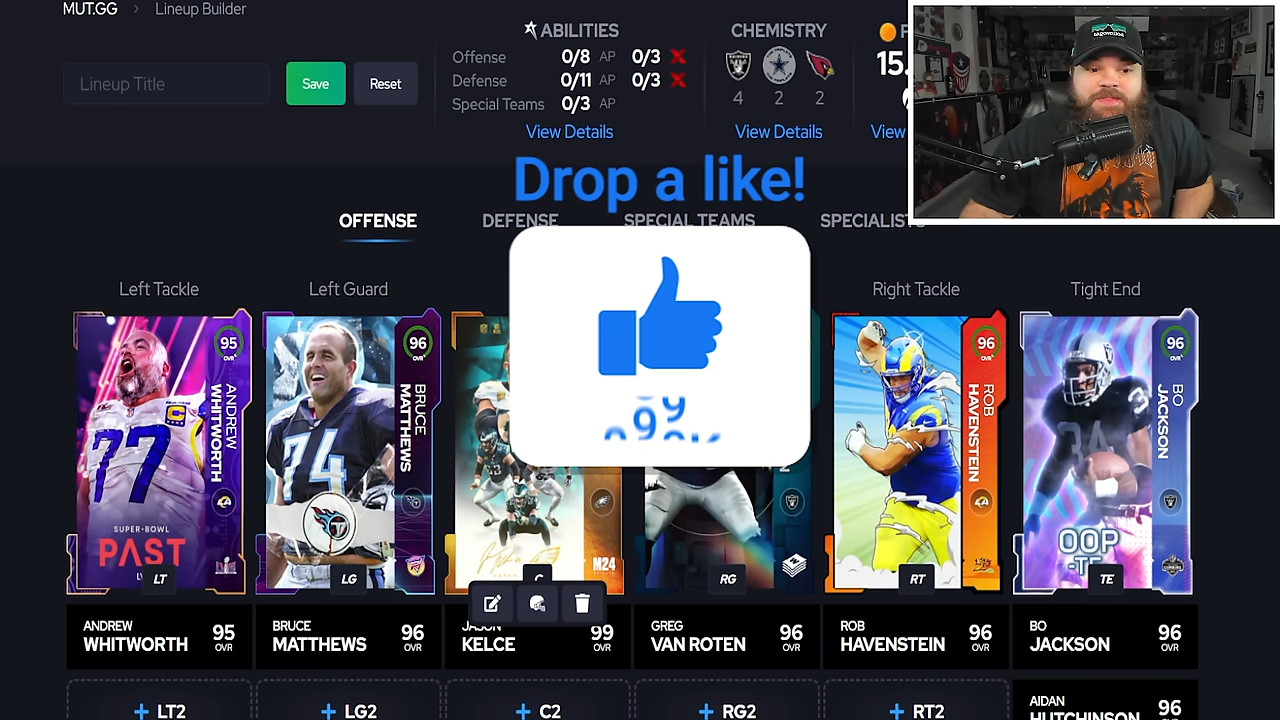 MUT.GG > Lineup Builder
Lineup Title
Save
Reset
ABILITIES
Offense 0/8 AP 0/3
Defense 0/11 AP 0/3
Special Teams 0/3 AP
View Details
CHEMISTRY
4 2 2
View Details
15.
View
Drop a like!
OFFENSE
DEFENSE
SPECIAL TEAMS
SPECIALISTS
Left Tackle
Left Guard
Right Tackle
Tight End
95
OVR
ANDREW
WHITWORTH
77
SUPER-BOWL
PAST
LT
96
OVR
BRUCE
MATTHEWS
74
LG
M24
C
RG
96
OVR
ROB
HAVENSTEIN
RT
96
OVR
BO
JACKSON
34
OOP
-TE
TE
ANDREW
WHITWORTH
95
OVR
BRUCE
MATTHEWS
96
OVR
JASON
KELCE
99
OVR
GREG
VAN ROTEN
96
OVR
ROB
HAVENSTEIN
96
OVR
BO
JACKSON
96
OVR
+ LT2
+ LG2
+ C2
+ RG2
+ RT2
AIDAN
HUTCHINSON
96